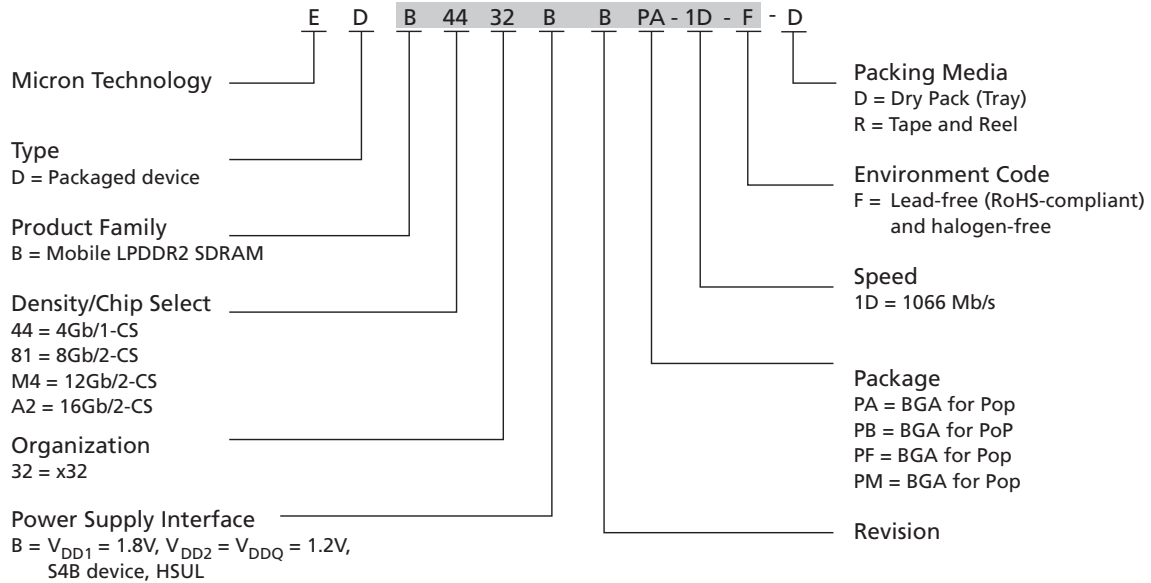 E D B 44 32 B B PA - 1D - F - D
Micron Technology
Type
D = Packaged device
Product Family
B = Mobile LPDDR2 SDRAM
Density/Chip Select
44 = 4Gb/1-CS
81 = 8Gb/2-CS
M4 = 12Gb/2-CS
A2 = 16Gb/2-CS
Organization
32 = x32
Power Supply Interface
B = VDD1 = 1.8V, VDD2 = VDDQ = 1.2V,
S4B device, HSUL
Packing Media
D = Dry Pack (Tray)
R = Tape and Reel
Environment Code
F = Lead-free (RoHS-compliant)
and halogen-free
Speed
1D = 1066 Mb/s
Package
PA = BGA for Pop
PB = BGA for PoP
PF = BGA for Pop
PM = BGA for Pop
Revision